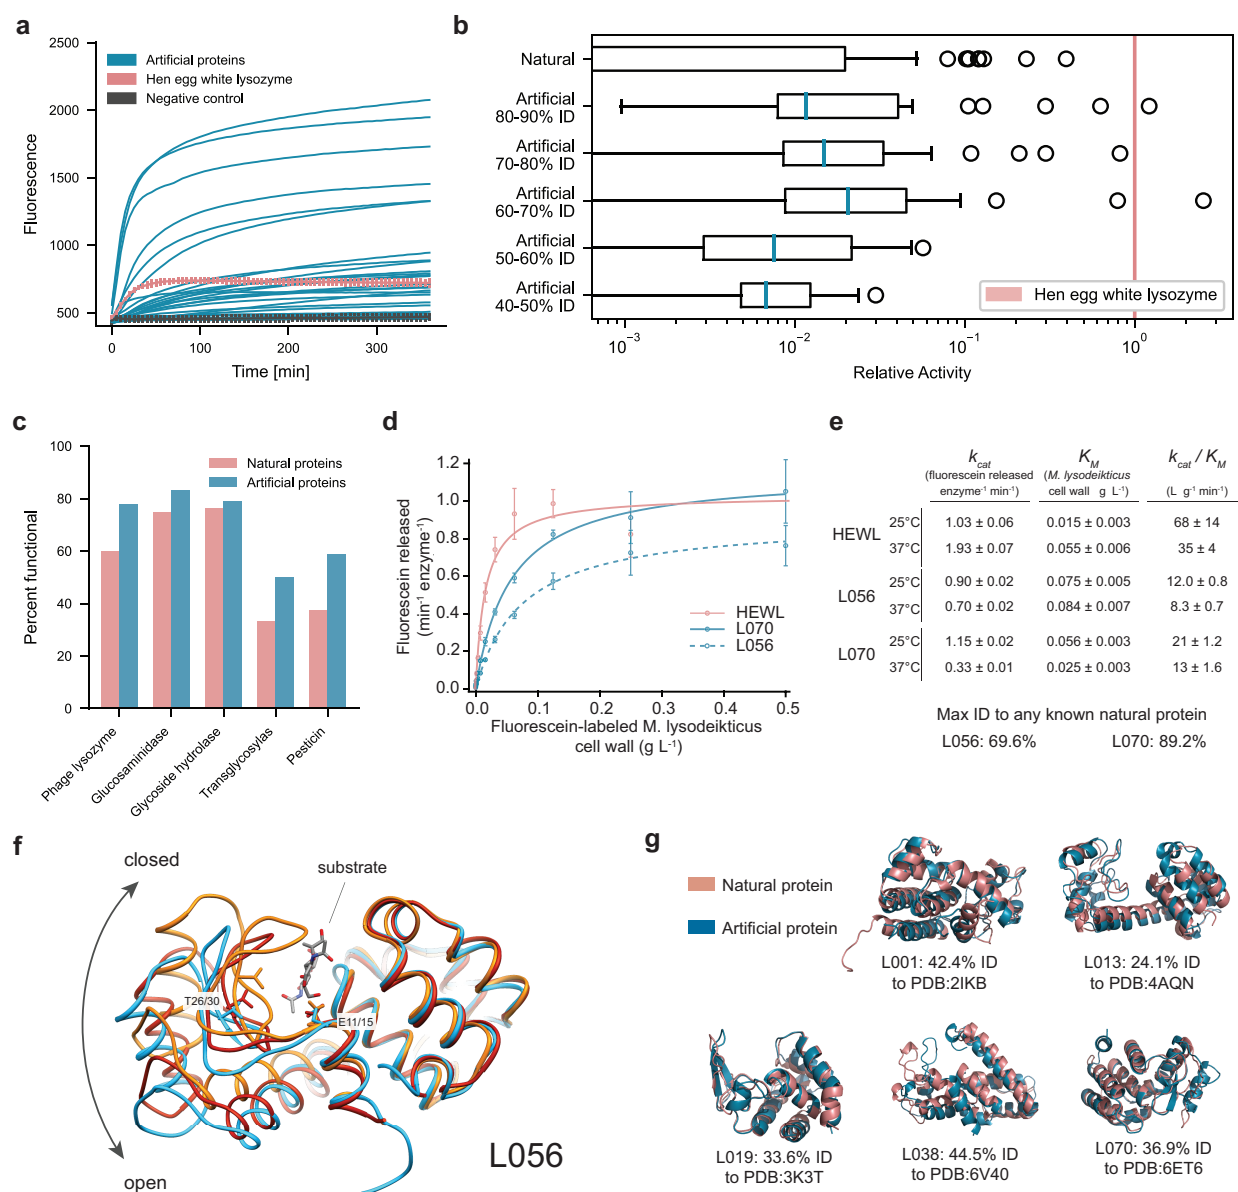 a
2500
2000
1500
1000
500
Fluorescence
Artificial proteins
Hen egg white lysozyme
Negative control
0
100
200
300
Time [min]
b
Natural
Artificial
80-90% ID
Artificial
70-80% ID
Artificial
60-70% ID
Artificial
50-60% ID
Artificial
40-50% ID
Hen egg white lysozyme
10⁻³
10⁻²
10⁻¹
10⁰
Relative Activity
c
100
80
60
40
20
0
Percent functional
Natural proteins
Artificial proteins
Phage lysozyme
Glucosaminidase
Glycoside hydrolase
Transglycosylas
Pesticin
d
1.2
1.0
0.8
0.6
0.4
0.2
0.0
Fluorescein released
(min⁻¹ enzyme⁻¹)
HEWL
L070
L056
0.0
0.1
0.2
0.3
0.4
0.5
Fluorescein-labeled M. lysodeikticus
cell wall (g L⁻¹)
e
k_cat K_M k_cat / K_M
(fluorescein released (M. lysodeikticus
enzyme⁻¹ min⁻¹) cell wall g L⁻¹) (L g⁻¹ min⁻¹)
HEWL
25°C 1.03 ± 0.06 0.015 ± 0.003 68 ± 14
37°C 1.93 ± 0.07 0.055 ± 0.006 35 ± 4
L056
25°C 0.90 ± 0.02 0.075 ± 0.005 12.0 ± 0.8
37°C 0.70 ± 0.02 0.084 ± 0.007 8.3 ± 0.7
L070
25°C 1.15 ± 0.02 0.056 ± 0.003 21 ± 1.2
37°C 0.33 ± 0.01 0.025 ± 0.003 13 ± 1.6
Max ID to any known natural protein
L056: 69.6% L070: 89.2%
f
closed
substrate
T26/30
E11/15
open
L056
g
Natural protein
Artificial protein
L001: 42.4% ID
to PDB:2IKB
L013: 24.1% ID
to PDB:4AQN
L019: 33.6% ID
to PDB:3K3T
L038: 44.5% ID
to PDB:6V40
L070: 36.9% ID
to PDB:6ET6